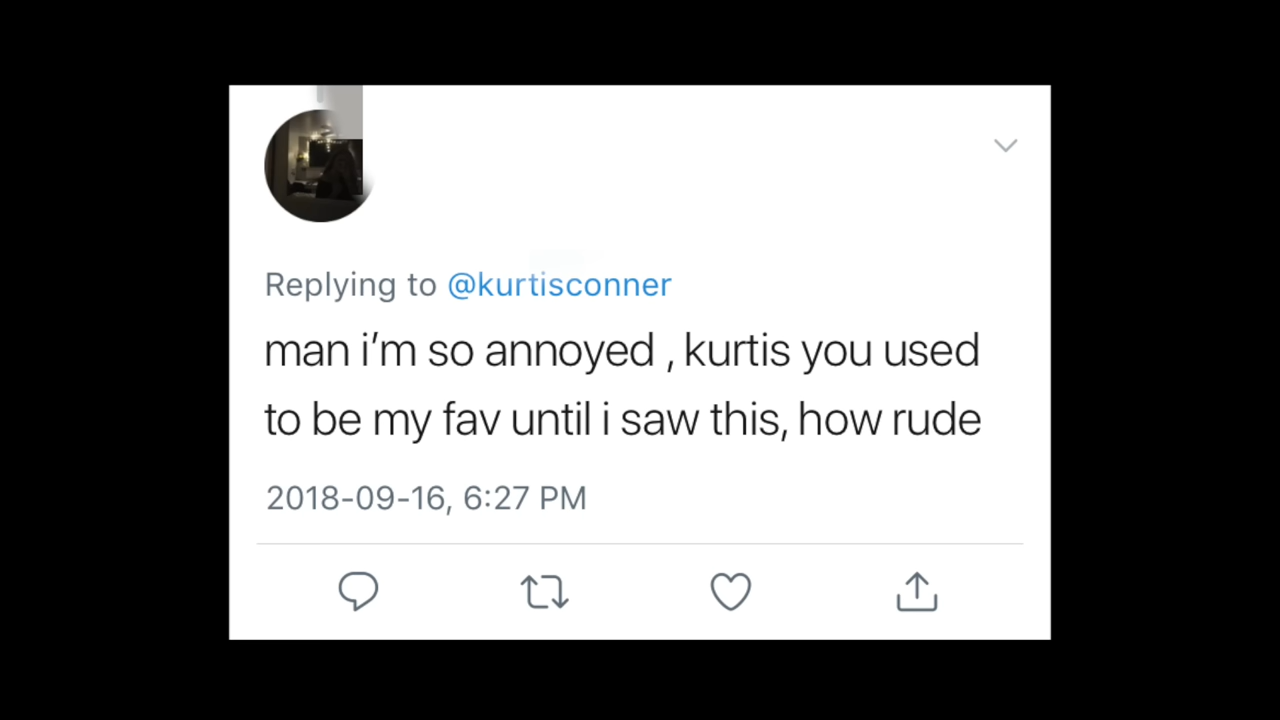 Replying to @kurtisconner
man i’m so annoyed , kurtis you used
to be my fav until i saw this, how rude
2018-09-16, 6:27 PM